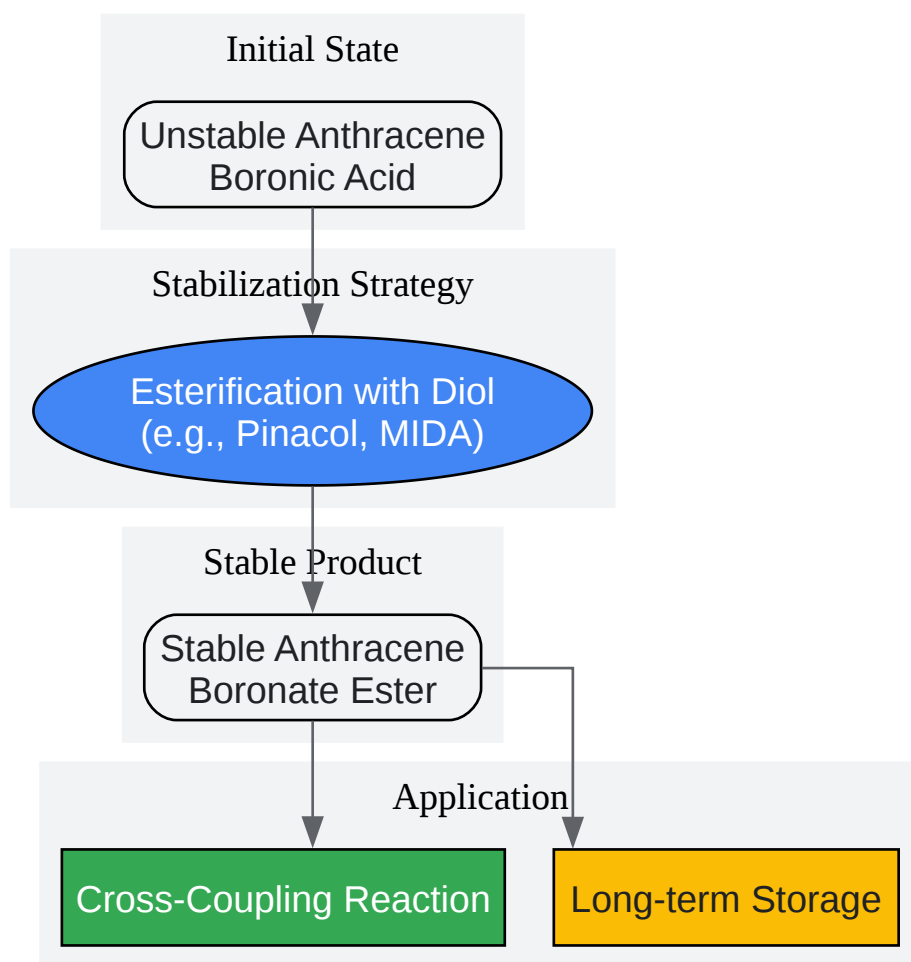 Initial State
Unstable Anthracene
Boronic Acid
Stabilization Strategy
Esterification with Diol
(e.g., Pinacol, MIDA)
Stable Product
Stable Anthracene
Boronate Ester
Application
Cross-Coupling Reaction
Long-term Storage